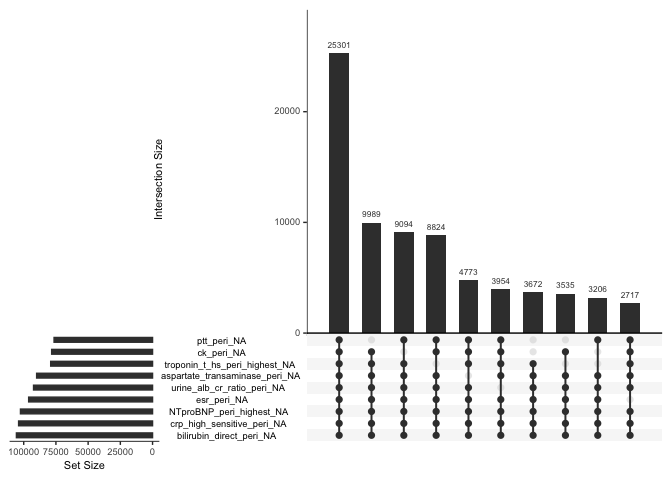 25301
20000
Intersection Size
9989
9094
8824
10000
4773
3954
3672
3535
3206
2717
0
ptt_peri_NA
ck_peri_NA
troponin_t_hs_peri_highest_NA
aspartate_transaminase_peri_NA
urine_alb_cr_ratio_peri_NA
esr_peri_NA
NTproBNP_peri_highest_NA
crp_high_sensitive_peri_NA
bilirubin_direct_peri_NA
100000 75000 50000 25000 0
Set Size